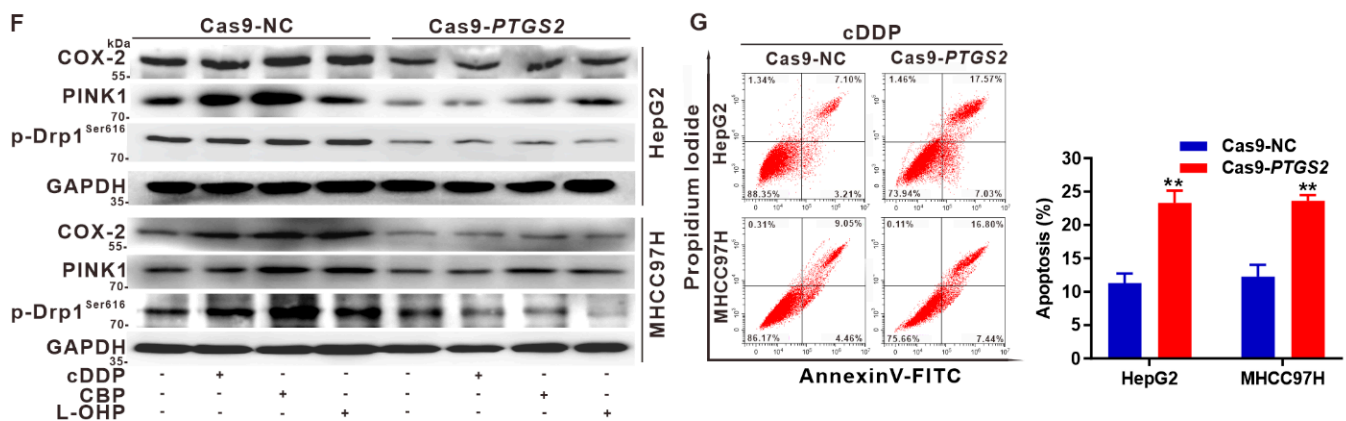 F
Cas9-NC Cas9-PTGS2
kDa
COX-2
55-
PINK1
70-
p-Drp1Ser616
70-
GAPDH
35-
HepG2
COX-2
55-
PINK1
p-Drp1Ser616
70-
GAPDH
35-
MHCC97H
cDDP - + - - - + - -
CBP - - + - - - + -
L-OHP - - - + - - - +
G
cDDP
Cas9-NC Cas9-PTGS2
Propidium Iodide
HepG2
1.34% 7.10%
88.35% 3.21%
1.46% 17.57%
73.94% 7.03%
MHCC97H
0.31% 9.05%
86.17% 4.46%
0.11% 16.80%
75.66% 7.44%
AnnexinV-FITC
Cas9-NC
Cas9-PTGS2
Apoptosis (%)
30
25
20
15
10
5
0
** **
HepG2 MHCC97H